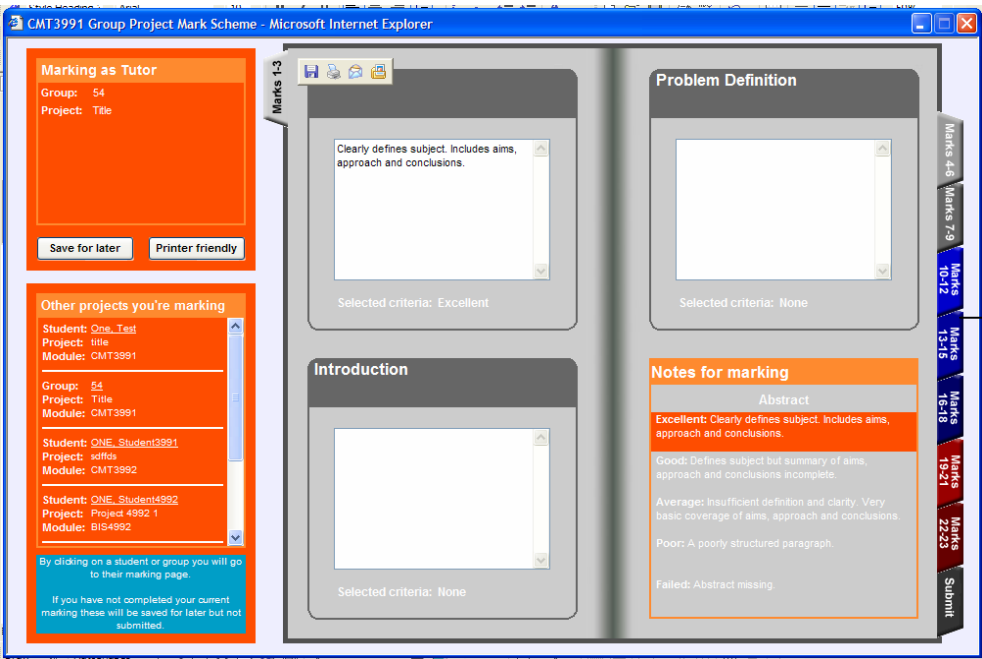 CMT3991 Group Project Mark Scheme - Microsoft Internet Explorer
Marking as Tutor
Group: 54
Project: Title
Save for later
Printer friendly
Other projects you're marking
Student: One, Test
Project: title
Module: CMT3991
Group: 54
Project: Title
Module: CMT3991
Student: ONE, Student3991
Project: sdffds
Module: CMT3992
Student: ONE, Student4992
Project: Project 4992 1
Module: BIS4992
By clicking on a student or group you will go
to their marking page.
If you have not completed your current
marking these will be saved for later but not
submitted.
Marks 1-3
Clearly defines subject. Includes aims,
approach and conclusions.
Selected criteria: Excellent
Introduction
Selected criteria: None
Problem Definition
Selected criteria: None
Notes for marking
Abstract
Excellent: Clearly defines subject. Includes aims,
approach and conclusions.
Good: Defines subject but summary of aims,
approach and conclusions incomplete.
Average: Insufficient definition and clarity. Very
basic coverage of aims, approach and conclusions.
Poor: A poorly structured paragraph.
Failed: Abstract missing.
Marks 4-6
Marks 7-9
Marks
10-12
Marks
13-15
Marks
16-18
Marks
19-21
Marks
22-23
Submit